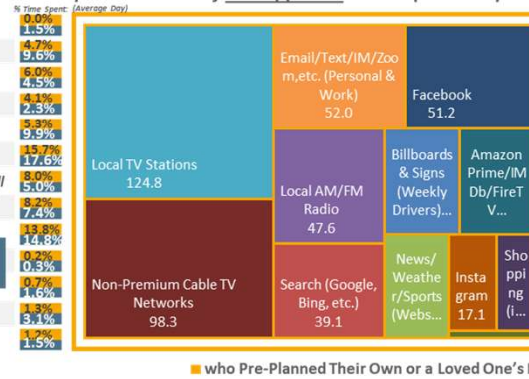 % Time Spent: (Average Day)
0.0%
1.5%
4.7%
9.6%
6.0%
4.5%
4.1%
2.3%
5.3%
9.9%
15.7%
17.6%
8.0%
5.0%
8.2%
7.4%
13.8%
14.8%
0.2%
0.3%
0.7%
1.6%
1.3%
3.1%
1.2%
1.5%
Local TV Stations
124.8
Non-Premium Cable TV
Networks
98.3
Email/Text/IM/Zoo
m,etc. (Personal &
Work)
52.0
Facebook
51.2
Local AM/FM
Radio
47.6
Billboards
& Signs
(Weekly
Drivers)...
Amazon
Prime/IM
Db/FireT
V...
Search (Google,
Bing, etc.)
39.1
News/
Weathe
r/Sports
(Webs...
Insta
gram
17.1
Sho
ppi
ng
(i...
who Pre-Planned Their Own or a Loved One's